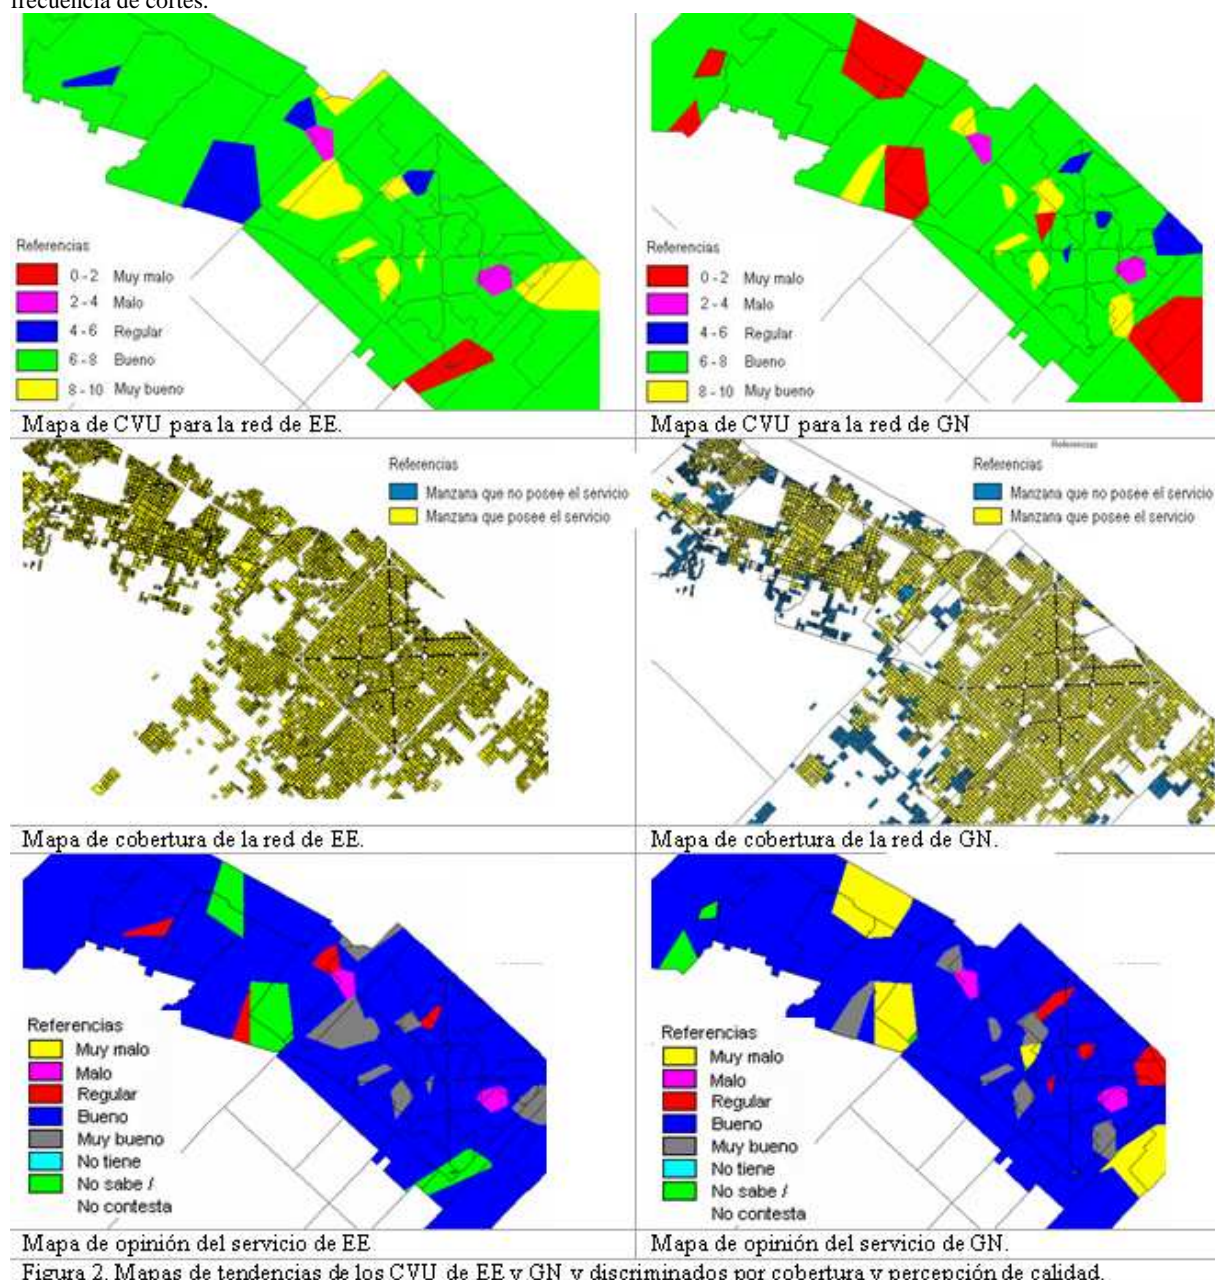 frecuencia de cortes.
Referencias
0 - 2 Muy malo
2 - 4 Malo
4 - 6 Regular
6 - 8 Bueno
8 - 10 Muy bueno
Mapa de CVU para la red de EE.
Referencias
0 - 2 Muy malo
2 - 4 Malo
4 - 6 Regular
6 - 8 Bueno
8 - 10 Muy bueno
Mapa de CVU para la red de GN
Referencias
Manzana que no posee el servicio
Manzana que posee el servicio
Mapa de cobertura de la red de EE.
Referencias
Referencias
Manzana que no posee el servicio
Manzana que posee el servicio
Mapa de cobertura de la red de GN.
Referencias
Muy malo
Malo
Regular
Bueno
Muy bueno
No tiene
No sabe /
No contesta
Mapa de opinión del servicio de EE
Referencias
Muy malo
Malo
Regular
Bueno
Muy bueno
No tiene
No sabe /
No contesta
Mapa de opinión del servicio de GN.
Figura 2. Mapas de tendencias de los CVU de EE y GN y discriminados por cobertura y percepción de calidad.